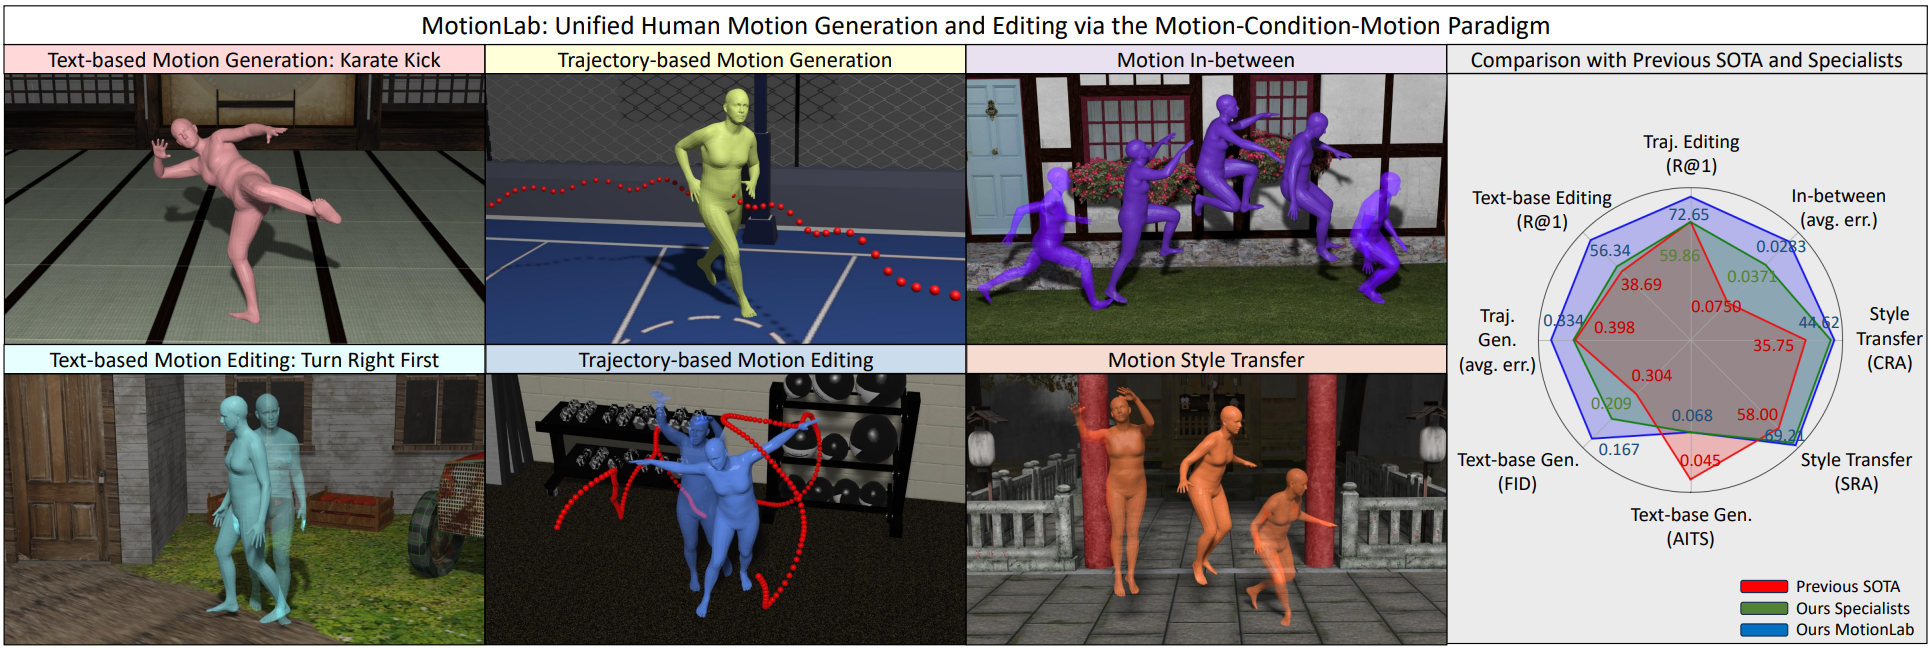 MotionLab: Unified Human Motion Generation and Editing via the Motion-Condition-Motion Paradigm
Text-based Motion Generation: Karate Kick
Trajectory-based Motion Generation
Motion In-between
Comparison with Previous SOTA and Specialists
Text-based Motion Editing: Turn Right First
Trajectory-based Motion Editing
Motion Style Transfer
Traj. Editing
(R@1)
In-between
(avg. err.)
Style
Transfer
(CRA)
Style Transfer
(SRA)
Text-base Gen.
(AITS)
Text-base Gen.
(FID)
Traj.
Gen.
(avg. err.)
Text-base Editing
(R@1)
72.65
59.86
0.0283
0.0371
0.0750
44.62
35.75
58.00
69.21
0.068
0.045
0.304
0.209
0.167
0.334
0.398
56.34
38.69
Previous SOTA
Ours Specialists
Ours MotionLab